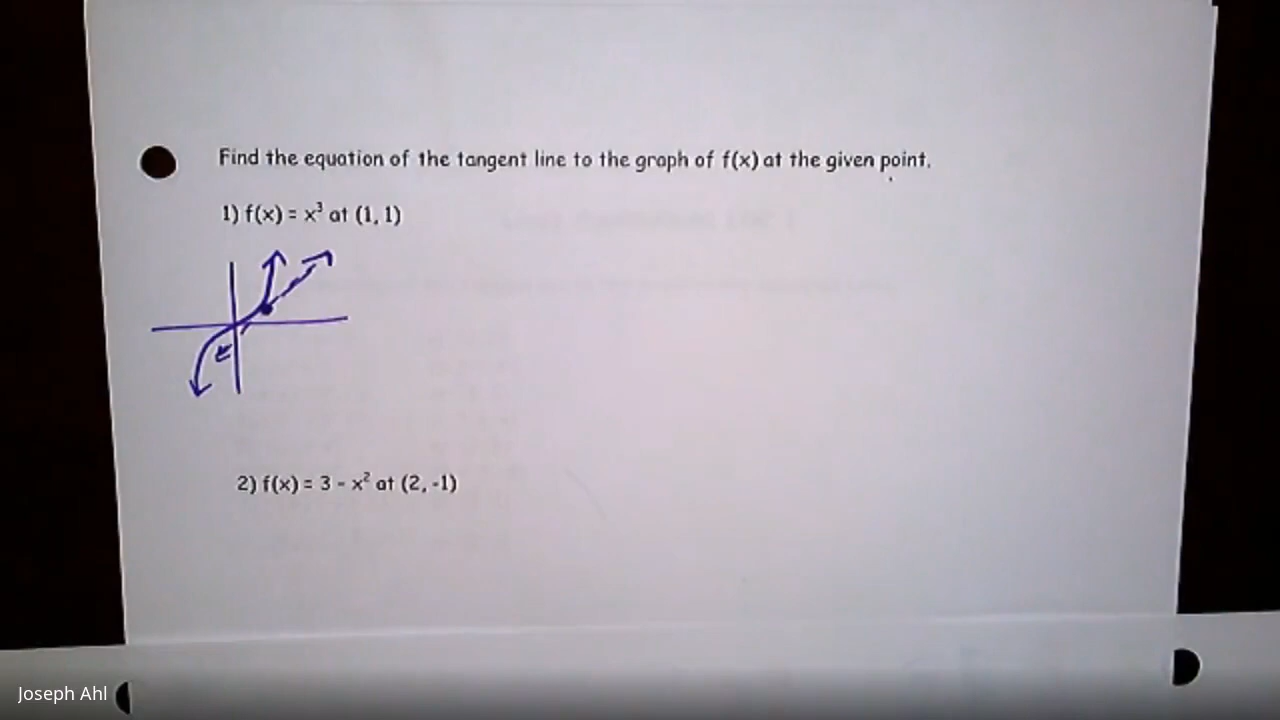 Find the equation of the tangent line to the graph of f(x) at the given point.
1) f(x) = x³ at (1, 1)
2) f(x) = 3 - x² at (2, -1)
Joseph Ahl